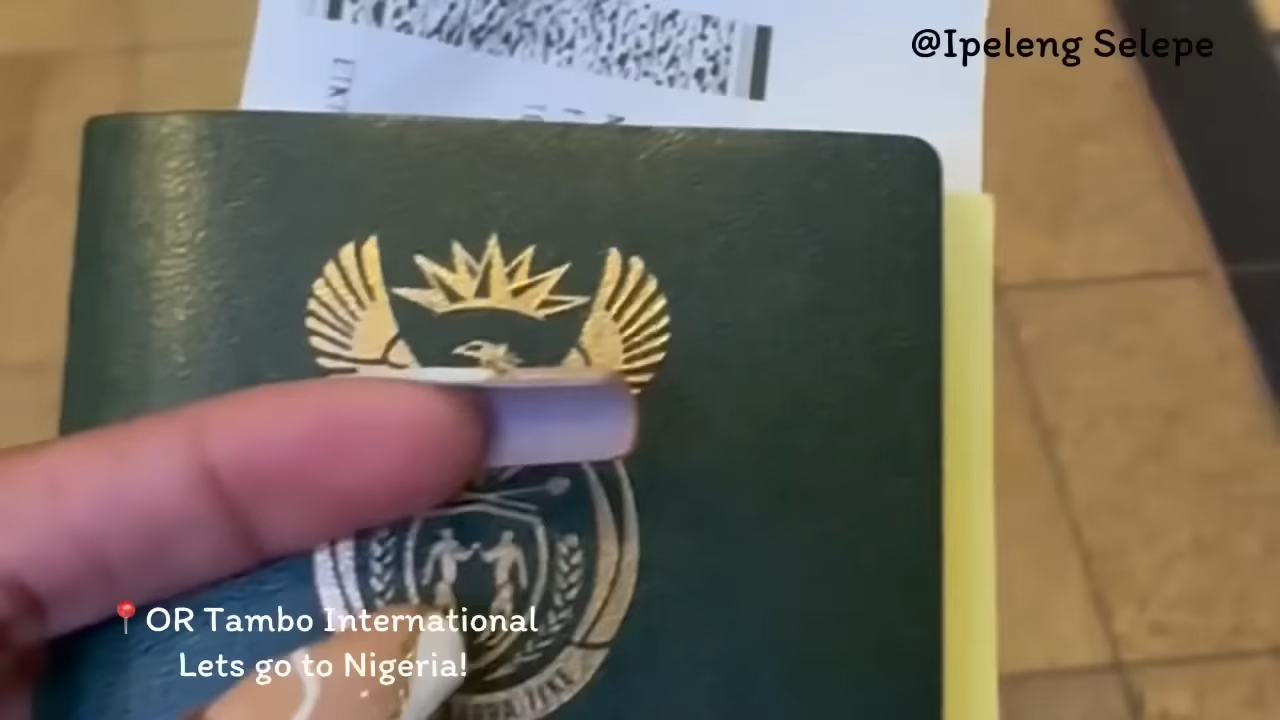 @Ipeleng Selepe
📍OR Tambo International
Lets go to Nigeria!